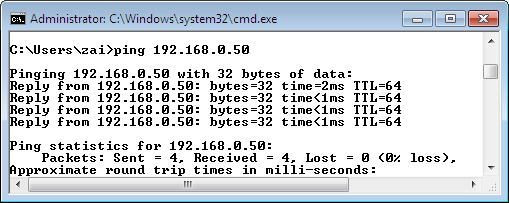 Administrator: C:\Windows\system32\cmd.exe
C:\Users\zai>ping 192.168.0.50
Pinging 192.168.0.50 with 32 bytes of data:
Reply from 192.168.0.50: bytes=32 time=2ms TTL=64
Reply from 192.168.0.50: bytes=32 time<1ms TTL=64
Reply from 192.168.0.50: bytes=32 time<1ms TTL=64
Reply from 192.168.0.50: bytes=32 time<1ms TTL=64
Ping statistics for 192.168.0.50:
    Packets: Sent = 4, Received = 4, Lost = 0 (0% loss),
Approximate round trip times in milli-seconds: